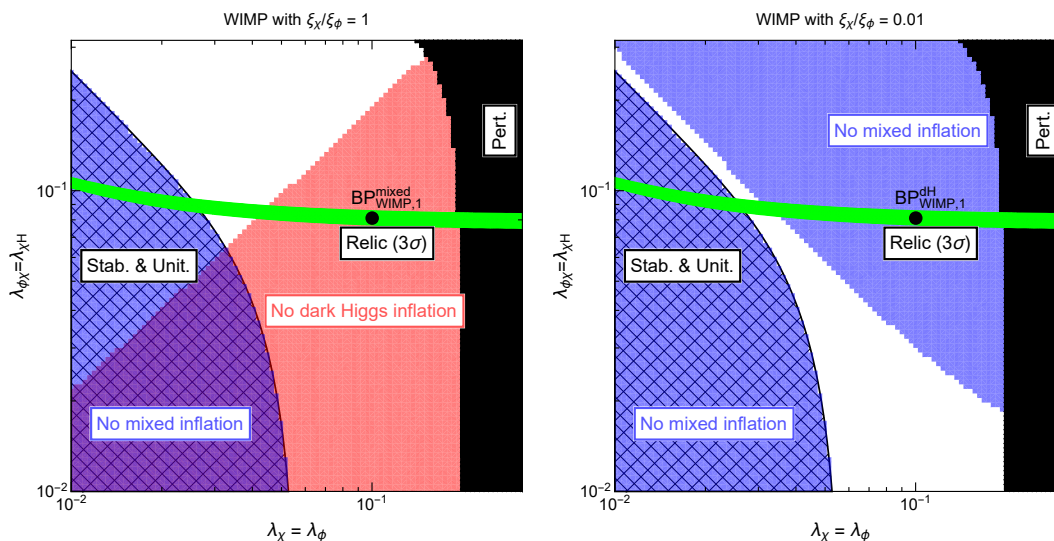 WIMP with ξχ/ξϕ = 1
10⁻¹
10⁻²
λϕχ=λχH
Pert.
BP^mixed_WIMP,1
Relic (3σ)
Stab. & Unit.
No dark Higgs inflation
No mixed inflation
10⁻²
10⁻¹
λχ = λϕ
WIMP with ξχ/ξϕ = 0.01
10⁻¹
10⁻²
λϕχ=λχH
Pert.
No mixed inflation
BP^dH_WIMP,1
Relic (3σ)
Stab. & Unit.
No mixed inflation
10⁻²
10⁻¹
λχ = λϕ